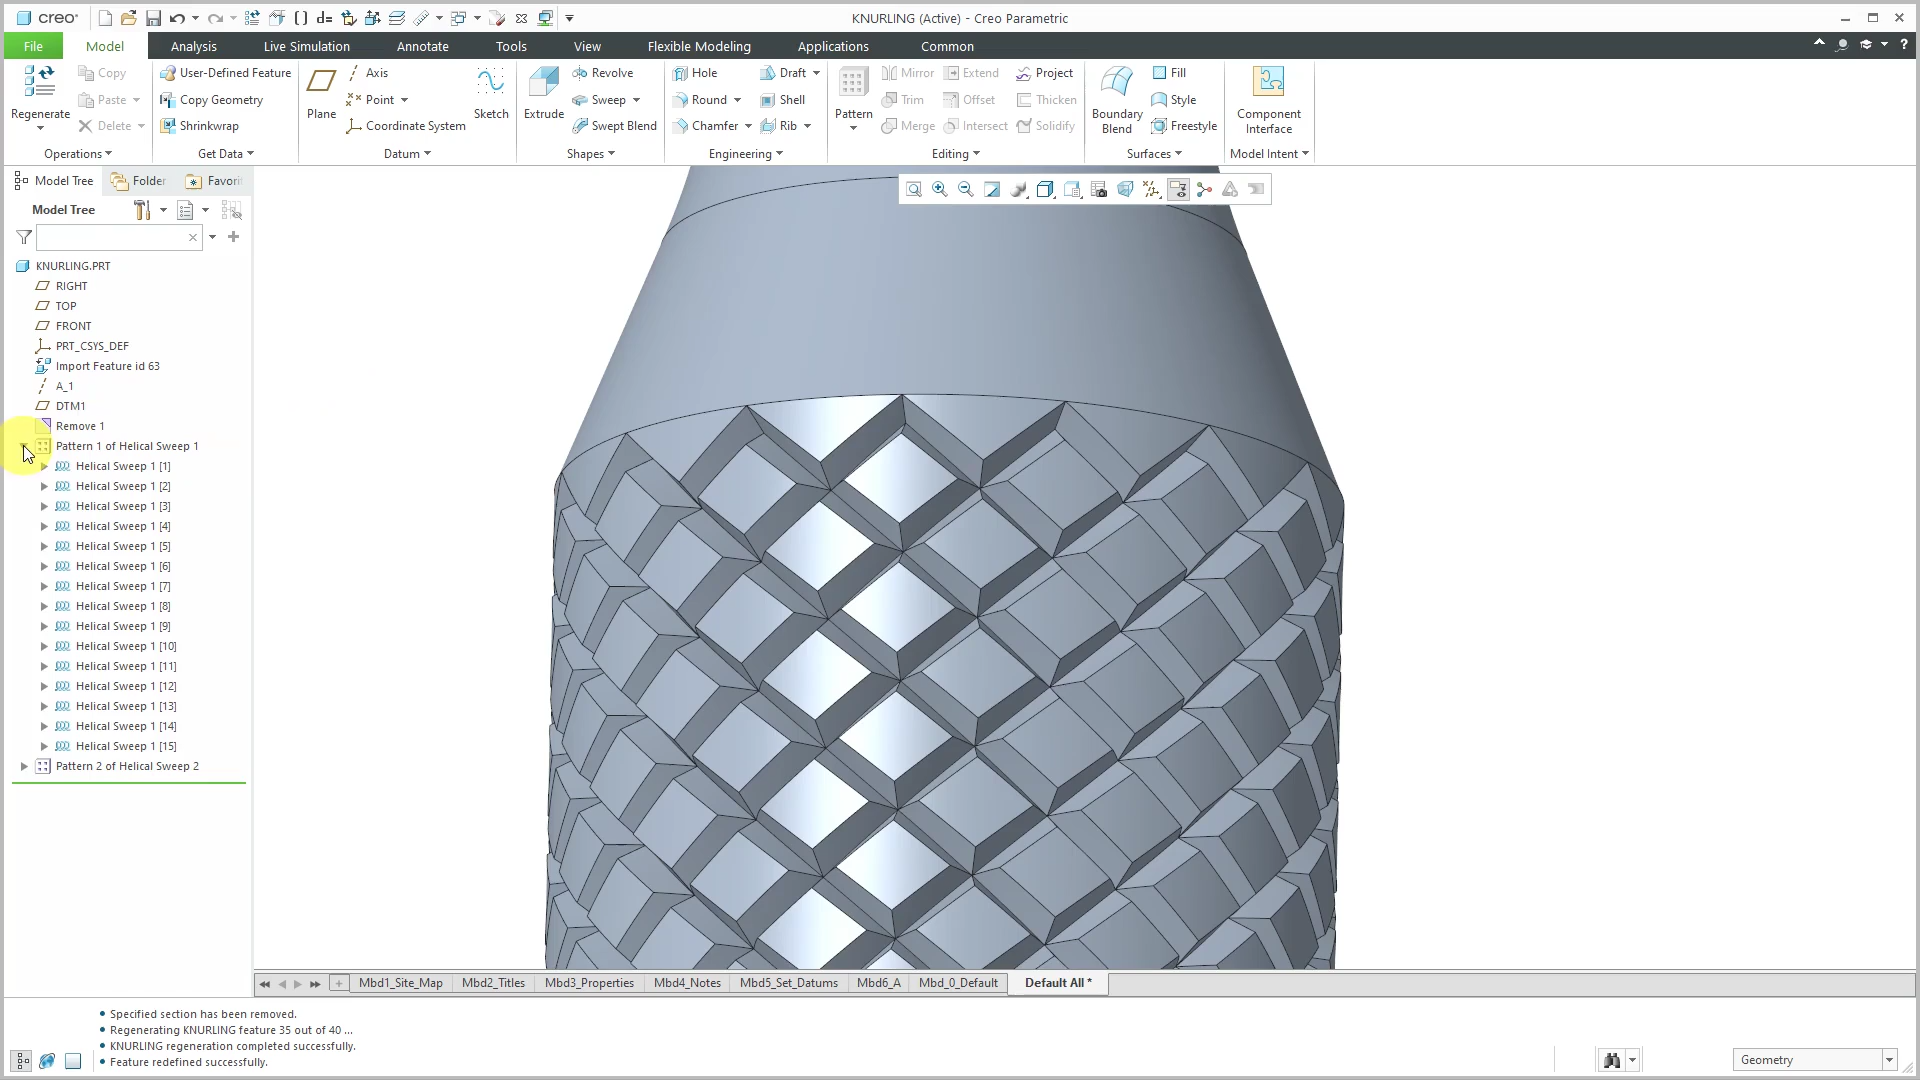 creo
KNURLING (Active) - Creo Parametric
File
Model
Analysis
Live Simulation
Annotate
Tools
View
Flexible Modeling
Applications
Common
Regenerate
Copy
Paste
Delete
Operations
User-Defined Feature
Copy Geometry
Shrinkwrap
Get Data
Plane
Axis
Point
Coordinate System
Sketch
Datum
Extrude
Revolve
Sweep
Swept Blend
Shapes
Hole
Round
Chamfer
Draft
Shell
Rib
Engineering
Pattern
Mirror
Trim
Merge
Extend
Offset
Intersect
Project
Thicken
Solidify
Editing
Boundary
Blend
Fill
Style
Freestyle
Surfaces
Component
Interface
Model Intent
Model Tree
Folder
Favori
Model Tree
KNURLING.PRT
RIGHT
TOP
FRONT
PRT_CSYS_DEF
Import Feature id 63
A_1
DTM1
Remove 1
Pattern 1 of Helical Sweep 1
Helical Sweep 1 [1]
Helical Sweep 1 [2]
Helical Sweep 1 [3]
Helical Sweep 1 [4]
Helical Sweep 1 [5]
Helical Sweep 1 [6]
Helical Sweep 1 [7]
Helical Sweep 1 [8]
Helical Sweep 1 [9]
Helical Sweep 1 [10]
Helical Sweep 1 [11]
Helical Sweep 1 [12]
Helical Sweep 1 [13]
Helical Sweep 1 [14]
Helical Sweep 1 [15]
Pattern 2 of Helical Sweep 2
Mbd1_Site_Map
Mbd2_Titles
Mbd3_Properties
Mbd4_Notes
Mbd5_Set_Datums
Mbd6_A
Mbd_0_Default
Default All *
• Specified section has been removed.
• Regenerating KNURLING feature 35 out of 40 ...
• KNURLING regeneration completed successfully.
• Feature redefined successfully.
Geometry